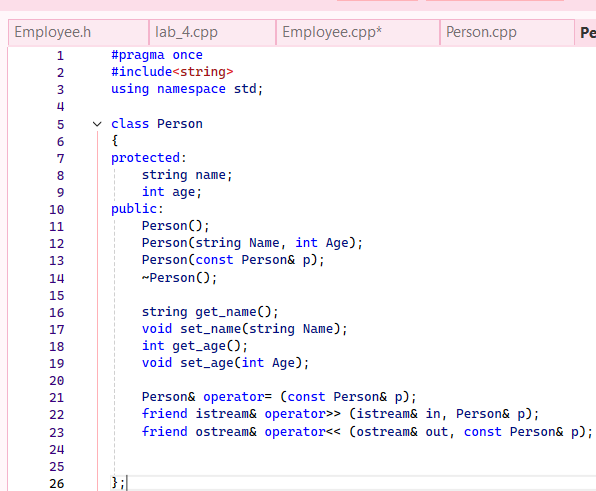 Employee.h lab_4.cpp Employee.cpp* Person.cpp Pe
1 #pragma once
2 #include<string>
3 using namespace std;
4
5 class Person
6 {
7 protected:
8 string name;
9 int age;
10 public:
11 Person();
12 Person(string Name, int Age);
13 Person(const Person& p);
14 ~Person();
15
16 string get_name();
17 void set_name(string Name);
18 int get_age();
19 void set_age(int Age);
20
21 Person& operator= (const Person& p);
22 friend istream& operator>> (istream& in, Person& p);
23 friend ostream& operator<< (ostream& out, const Person& p);
24
25
26 };